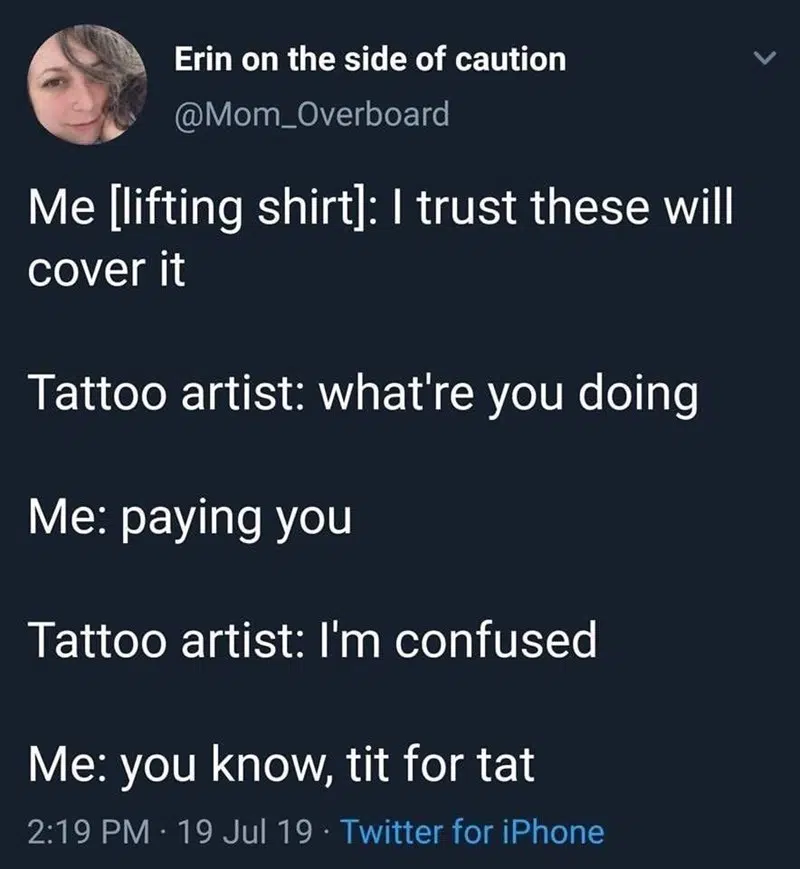 Erin on the side of caution
@Mom_Overboard
Me [lifting shirt]: I trust these will
cover it
Tattoo artist: what're you doing
Me: paying you
Tattoo artist: I'm confused
Me: you know, tit for tat
2:19 PM · 19 Jul 19 · Twitter for iPhone